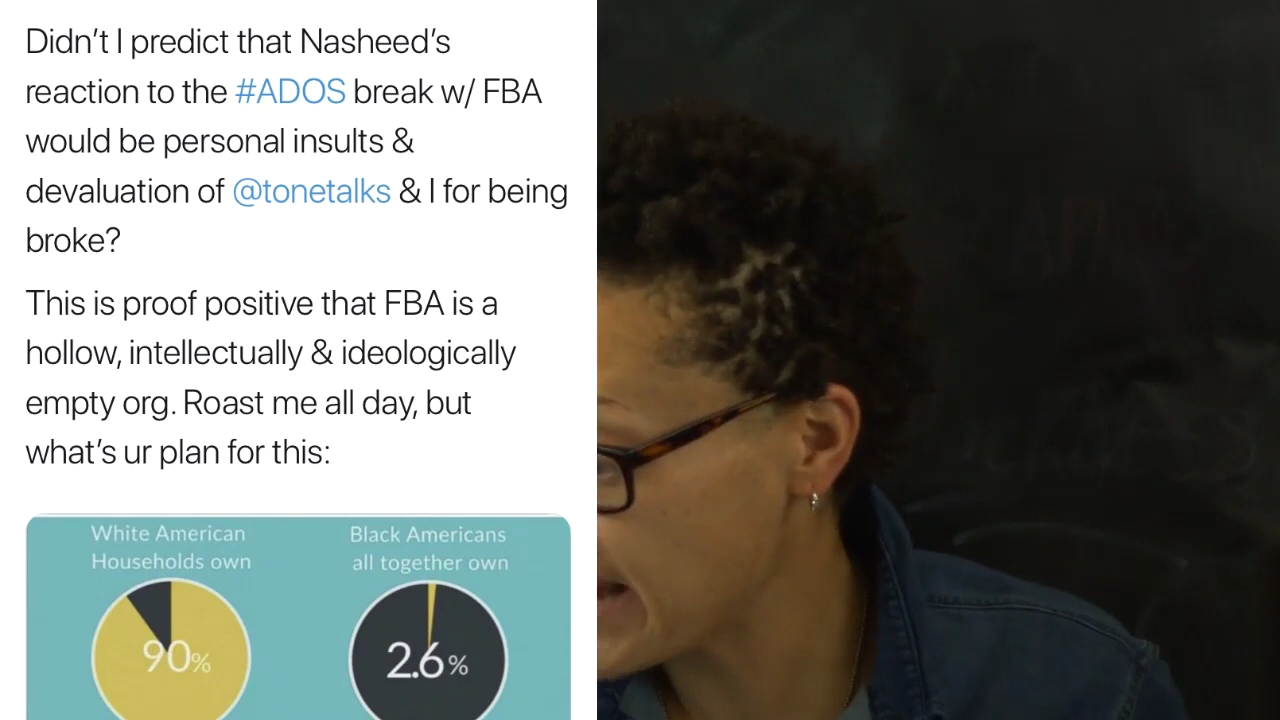 Didn’t I predict that Nasheed’s
reaction to the #ADOS break w/ FBA
would be personal insults &
devaluation of @tonetalks & I for being
broke?
This is proof positive that FBA is a
hollow, intellectually & ideologically
empty org. Roast me all day, but
what’s ur plan for this:
White American
Households own
90%
Black Americans
all together own
2.6%